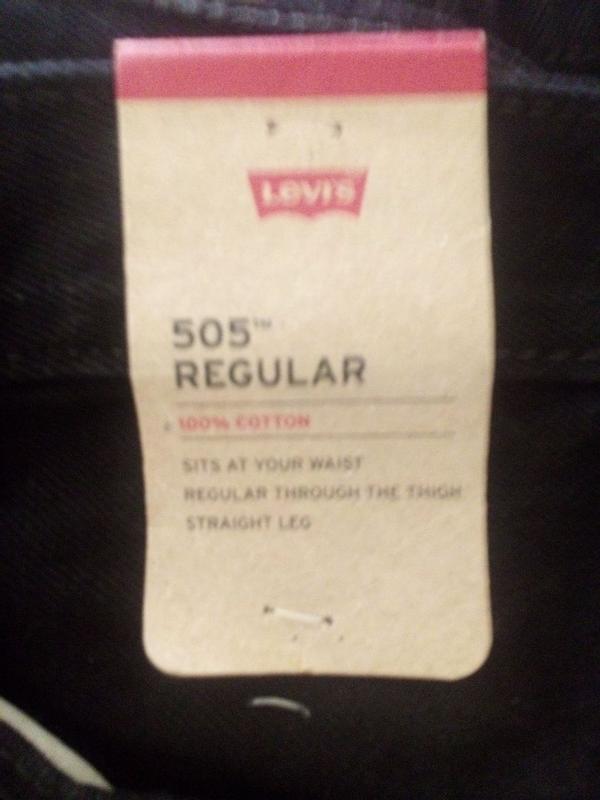 Levi's
505™
REGULAR
100% COTTON
SITS AT YOUR WAIST
REGULAR THROUGH THE THIGH
STRAIGHT LEG